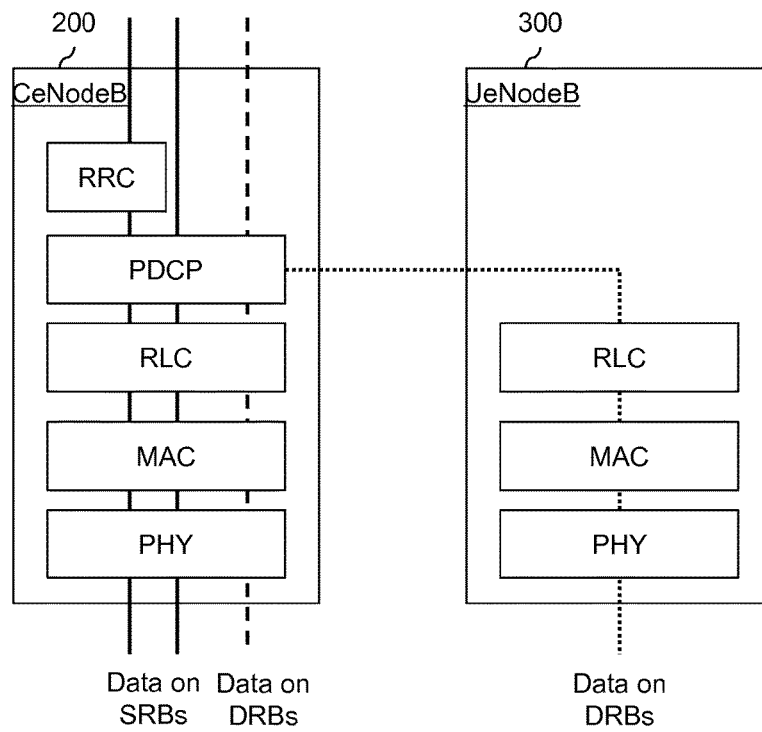 200
300
CeNodeB
UeNodeB
RRC
PDCP
RLC
RLC
MAC
MAC
PHY
PHY
Data on
SRBs
Data on
DRBs
Data on
DRBs